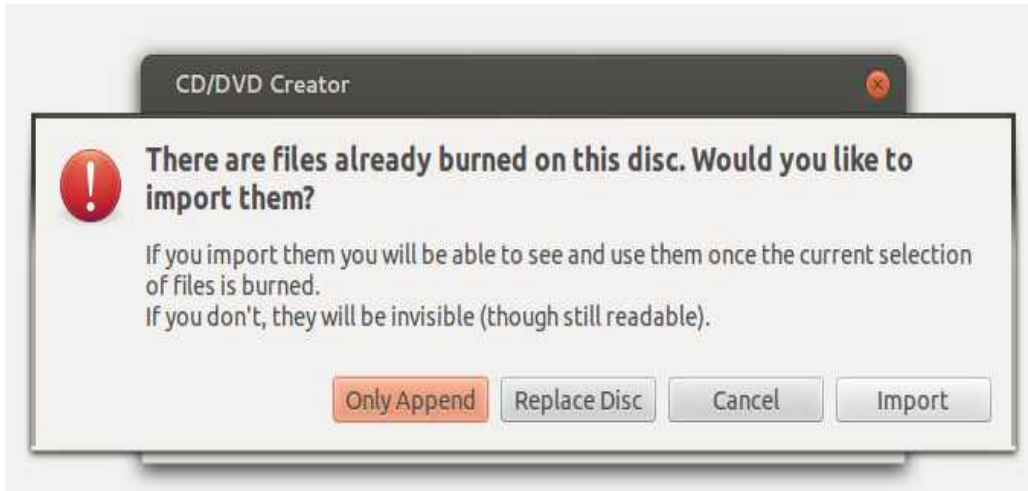 CD/DVD Creator
There are files already burned on this disc. Would you like to
import them?
If you import them you will be able to see and use them once the current selection
of files is burned.
If you don't, they will be invisible (though still readable).
Only Append Replace Disc Cancel Import